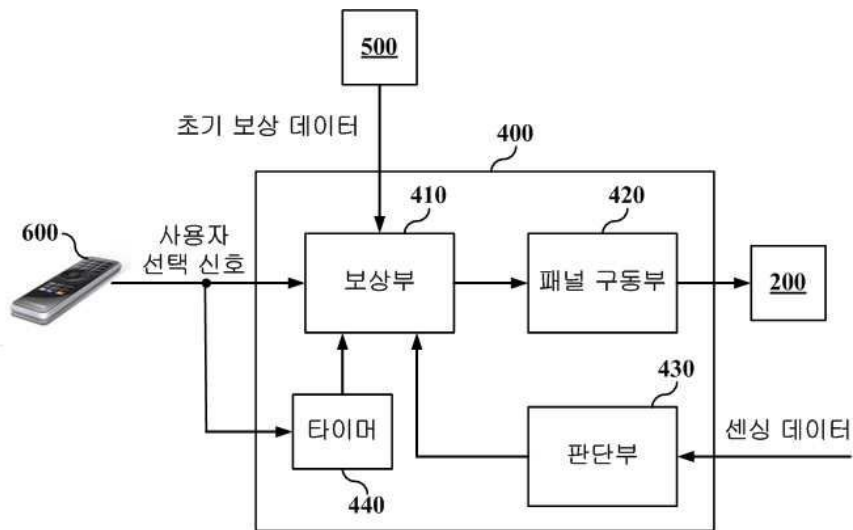 500
초기 보상 데이터
400
410
420
600
사용자
선택 신호
보상부
패널 구동부
200
430
타이머
판단부
센싱 데이터
440